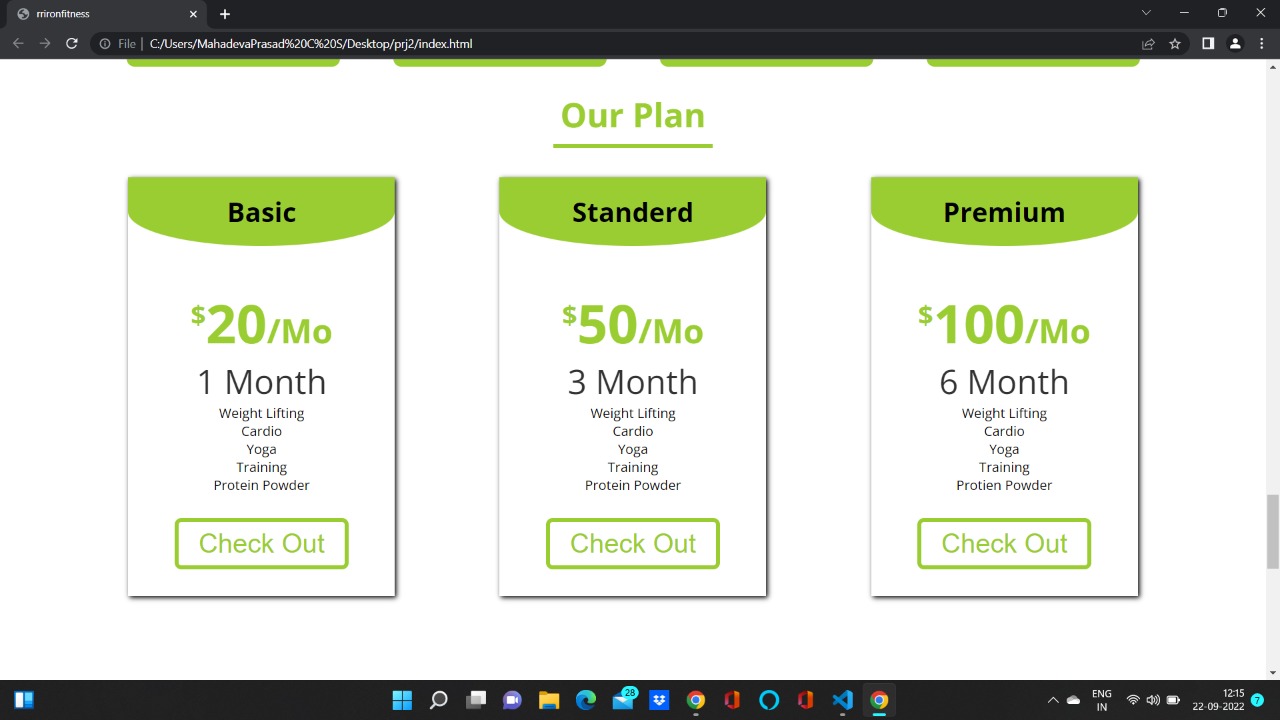 rrironfitness
File
C:/Users/MahadevaPrasad%20C%20S/Desktop/prj2/index.html
Our Plan
Basic
$20/Mo
1 Month
Weight Lifting
Cardio
Yoga
Training
Protein Powder
Check Out
Standerd
$50/Mo
3 Month
Weight Lifting
Cardio
Yoga
Training
Protein Powder
Check Out
Premium
$100/Mo
6 Month
Weight Lifting
Cardio
Yoga
Training
Protien Powder
Check Out
28
ENG
IN
12:15
22-09-2022
7